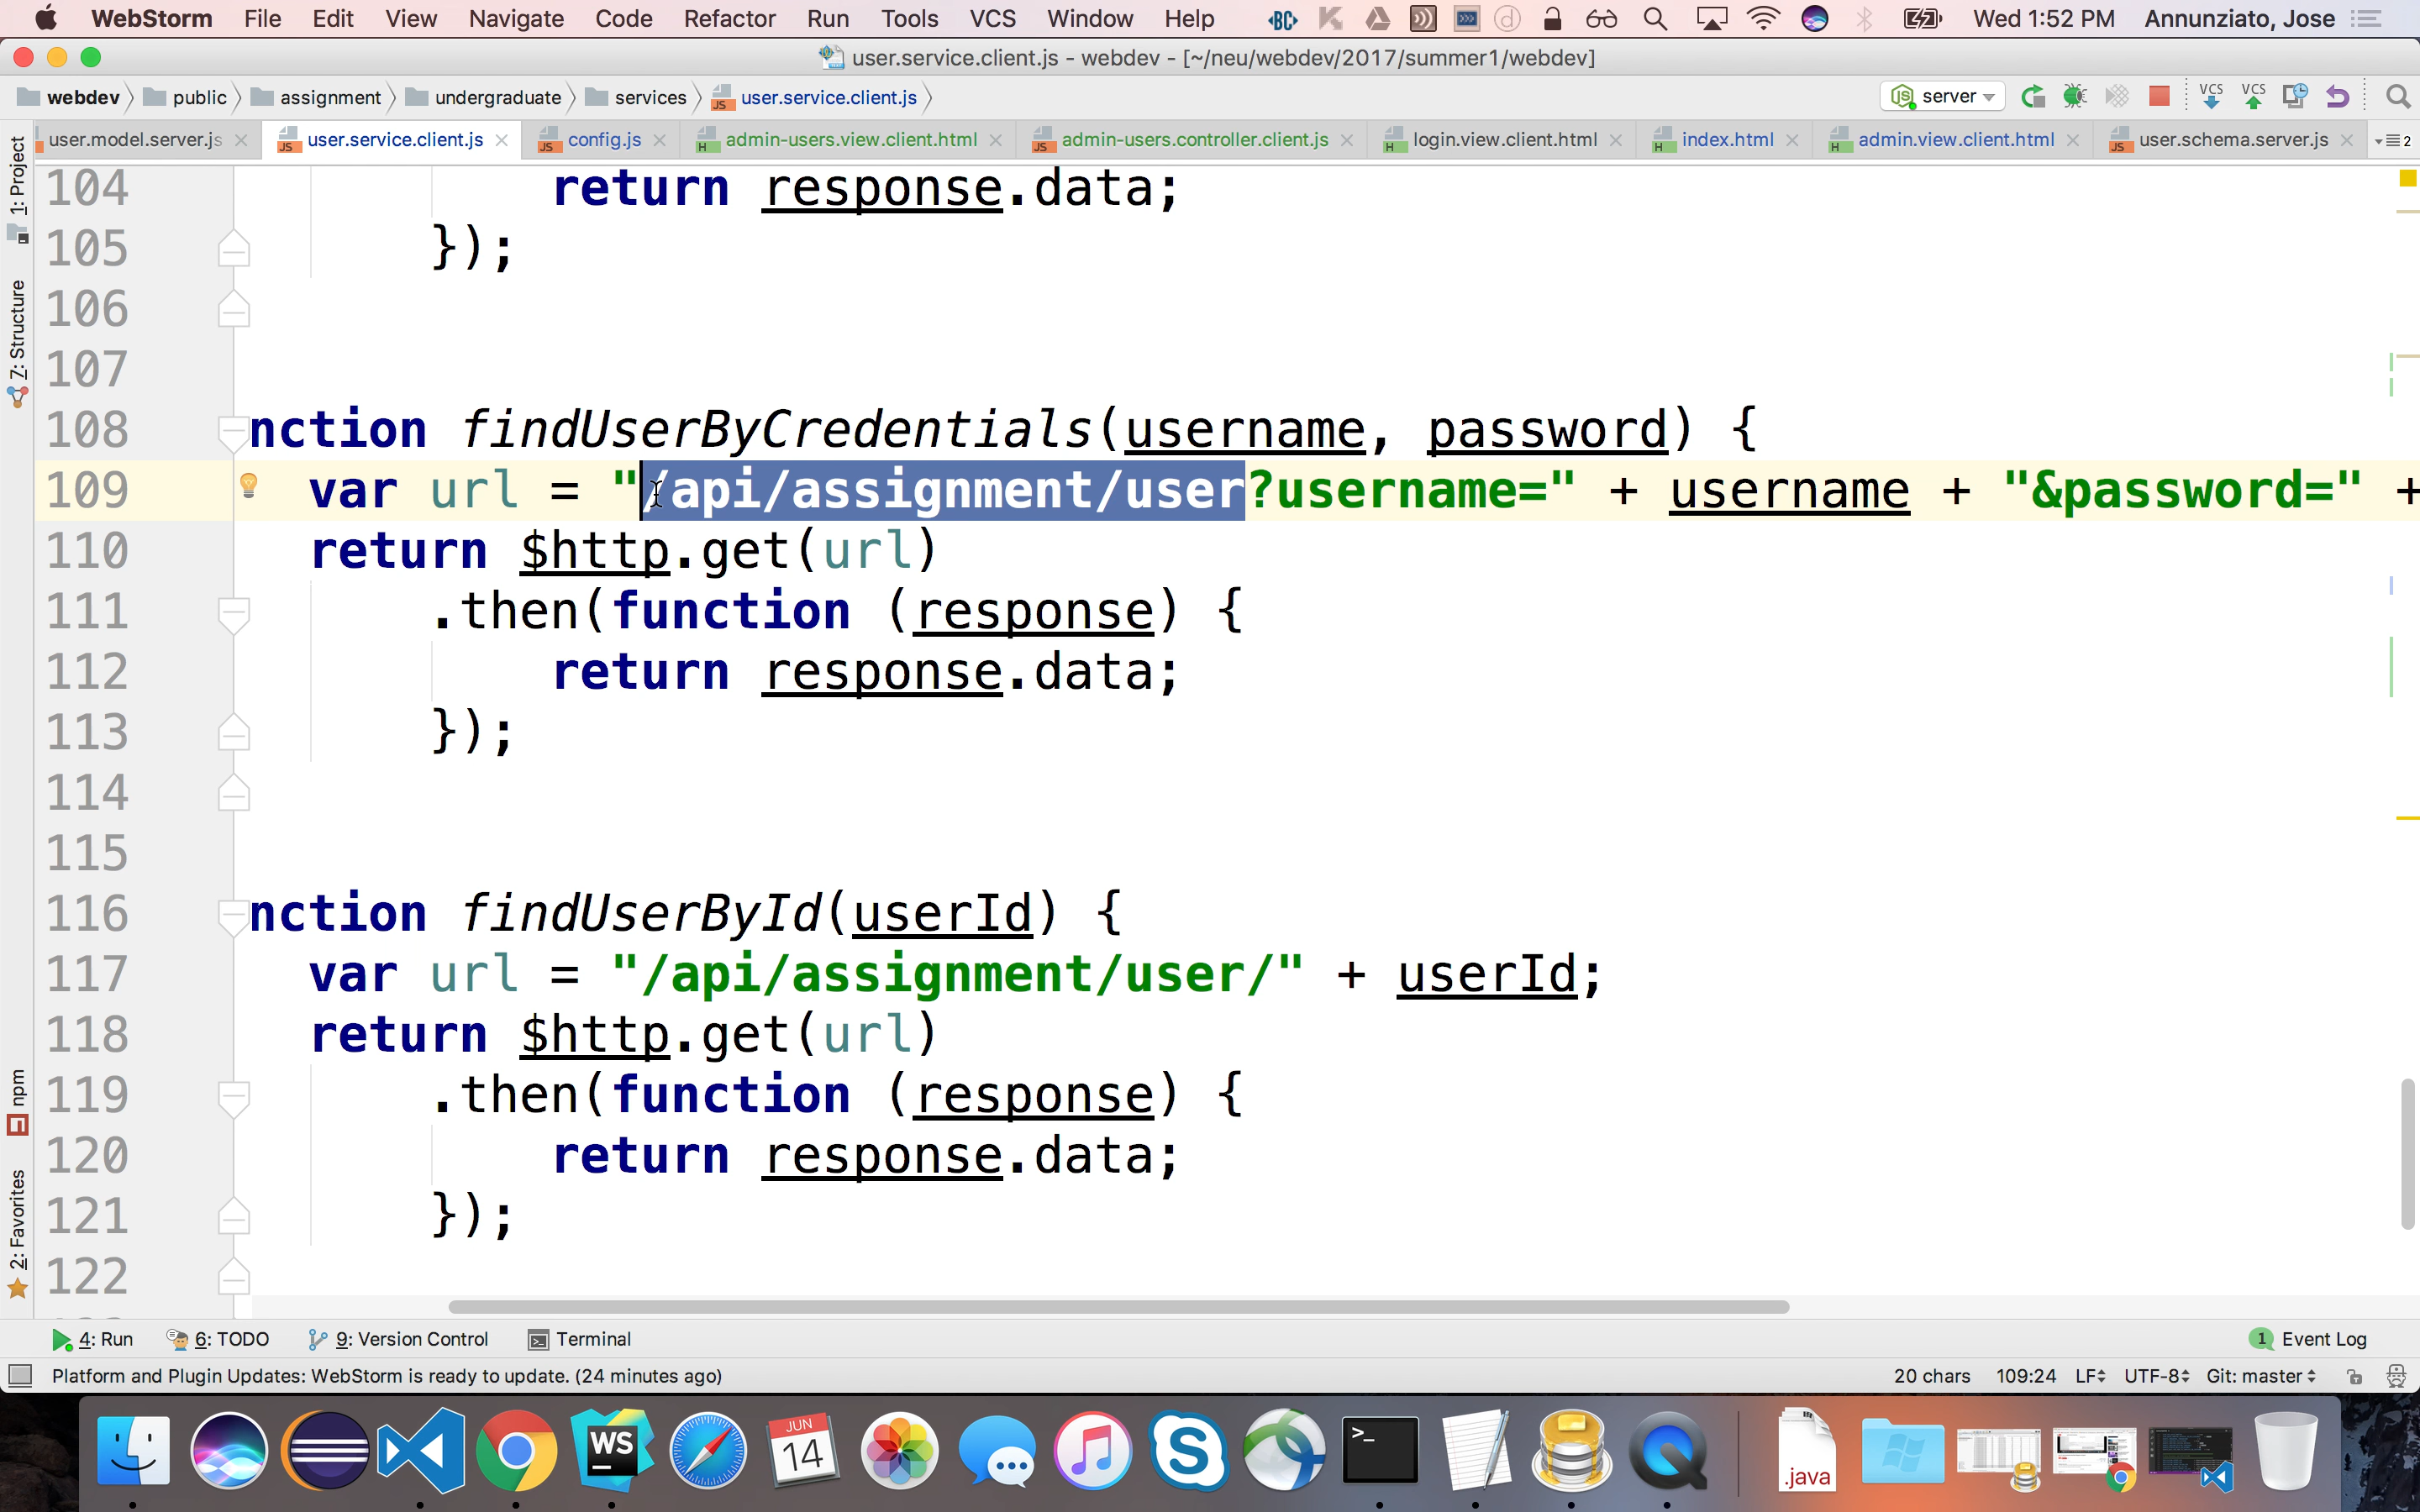 WebStorm File Edit View Navigate Code Refactor Run Tools VCS Window Help BC Wed 1:52 PM Annunziato, Jose
user.service.client.js - webdev - [~/neu/webdev/2017/summer1/webdev]
webdev public assignment undergraduate services user.service.client.js server VCS VCS
user.model.server.js user.service.client.js config.js admin-users.view.client.html admin-users.controller.client.js login.view.client.html index.html admin.view.client.html user.schema.server.js 2
1: Project
7: Structure
npm
2: Favorites
104 return response.data;
105 });
106
107
108 nction findUserByCredentials(username, password) {
109 var url = "/api/assignment/user?username=" + username + "&password=" +
110 return $http.get(url)
111 .then(function (response) {
112 return response.data;
113 });
114
115
116 nction findUserById(userId) {
117 var url = "/api/assignment/user/" + userId;
118 return $http.get(url)
119 .then(function (response) {
120 return response.data;
121 });
122
4: Run 6: TODO 9: Version Control Terminal 1 Event Log
Platform and Plugin Updates: WebStorm is ready to update. (24 minutes ago) 20 chars 109:24 LF UTF-8 Git: master
WS JUN 14 S >_ .java